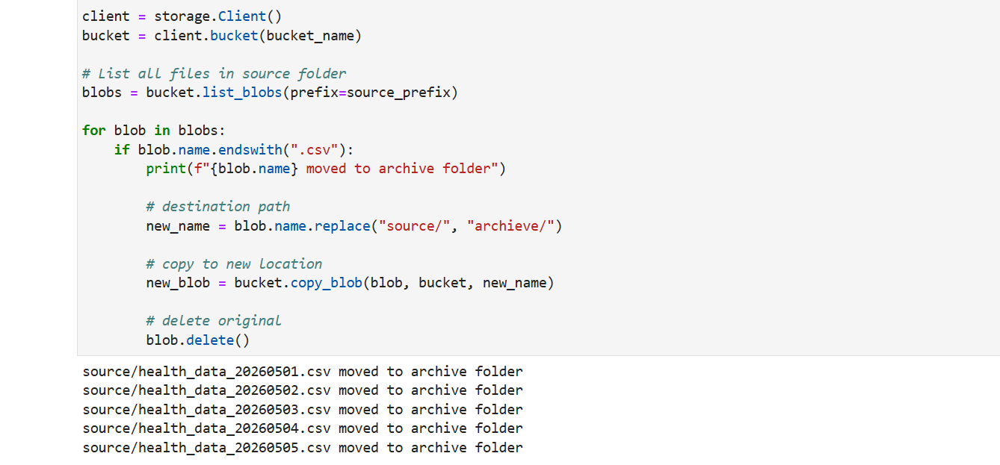 client = storage.Client()
bucket = client.bucket(bucket_name)
# List all files in source folder
blobs = bucket.list_blobs(prefix=source_prefix)
for blob in blobs:
    if blob.name.endswith(".csv"):
        print(f"{blob.name} moved to archive folder")
        # destination path
        new_name = blob.name.replace("source/", "archieve/")
        # copy to new location
        new_blob = bucket.copy_blob(blob, bucket, new_name)
        # delete original
        blob.delete()
source/health_data_20260501.csv moved to archive folder
source/health_data_20260502.csv moved to archive folder
source/health_data_20260503.csv moved to archive folder
source/health_data_20260504.csv moved to archive folder
source/health_data_20260505.csv moved to archive folder